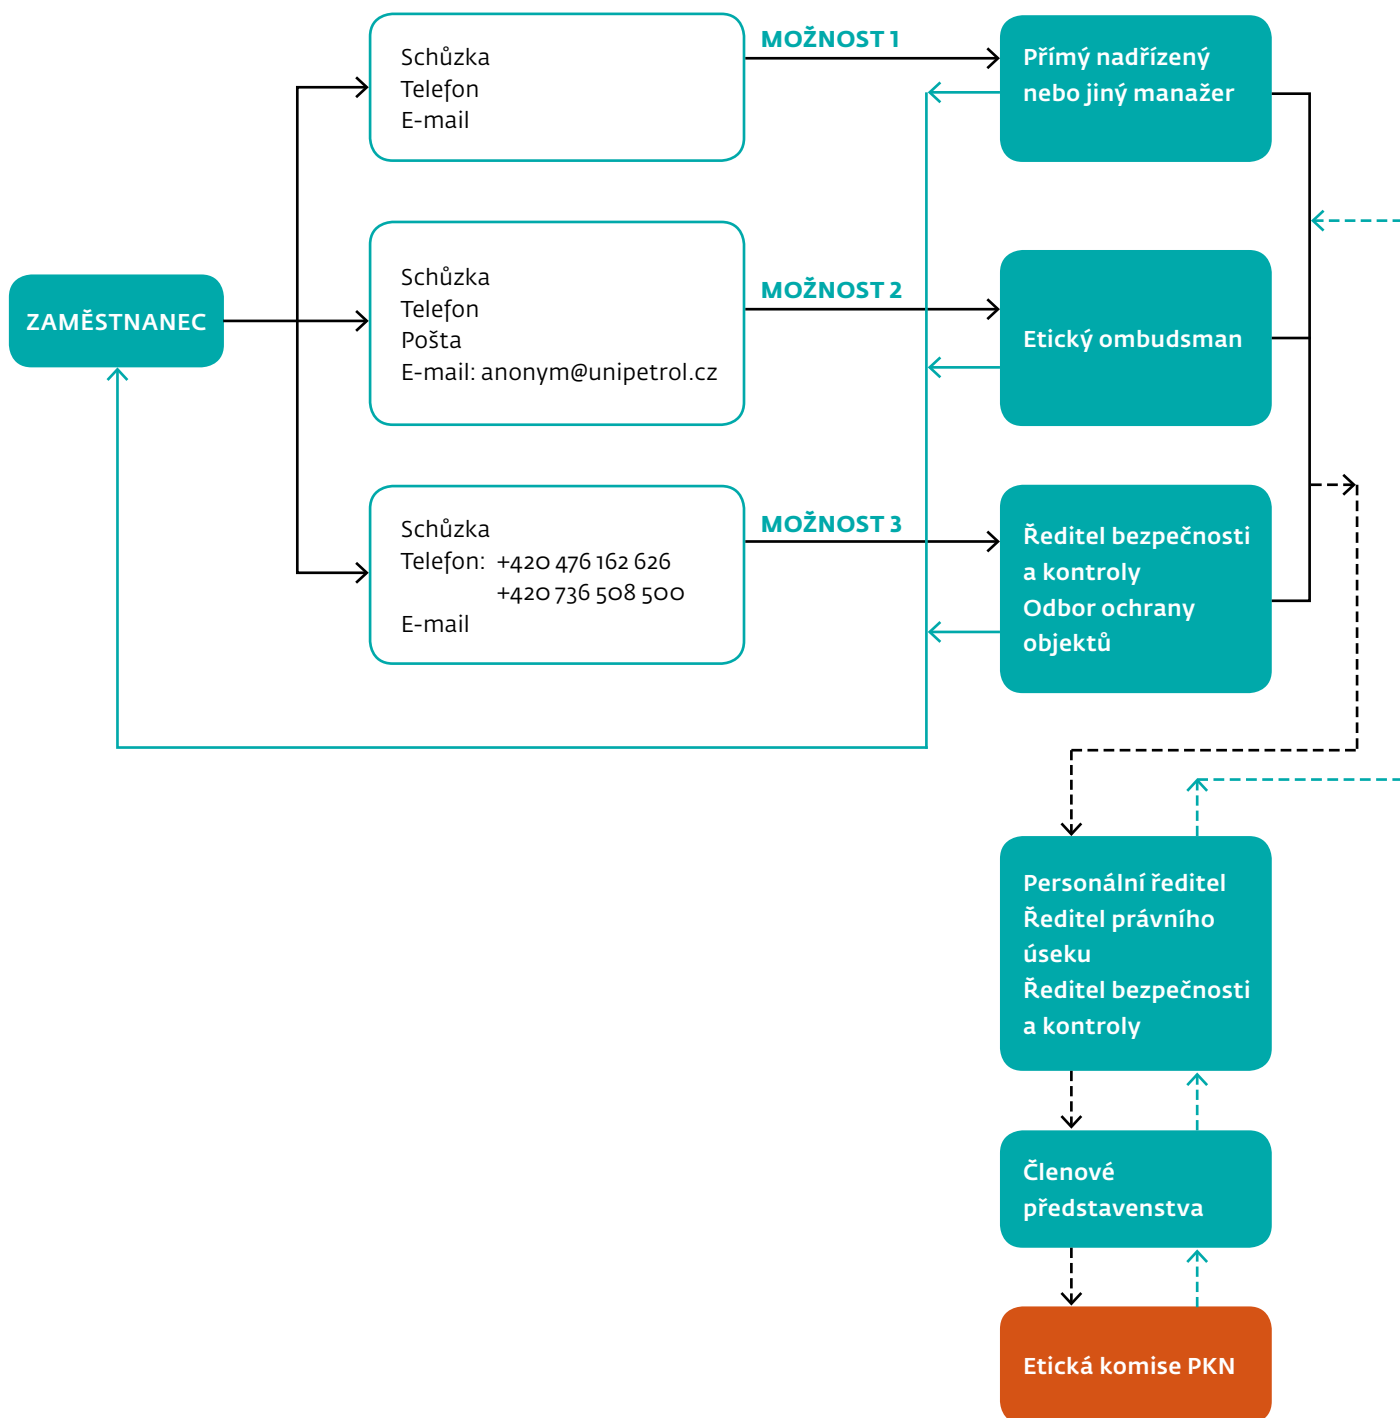 ZAMĚSTNANEC
Schůzka
Telefon
E-mail
MOŽNOST 1
Přímý nadřízený
nebo jiný manažer
Schůzka
Telefon
Pošta
E-mail: anonym@unipetrol.cz
MOŽNOST 2
Etický ombudsman
Schůzka
Telefon: +420 476 162 626
+420 736 508 500
E-mail
MOŽNOST 3
Ředitel bezpečnosti
a kontroly
Odbor ochrany
objektů
Personální ředitel
Ředitel právního
úseku
Ředitel bezpečnosti
a kontroly
Členové
představenstva
Etická komise PKN